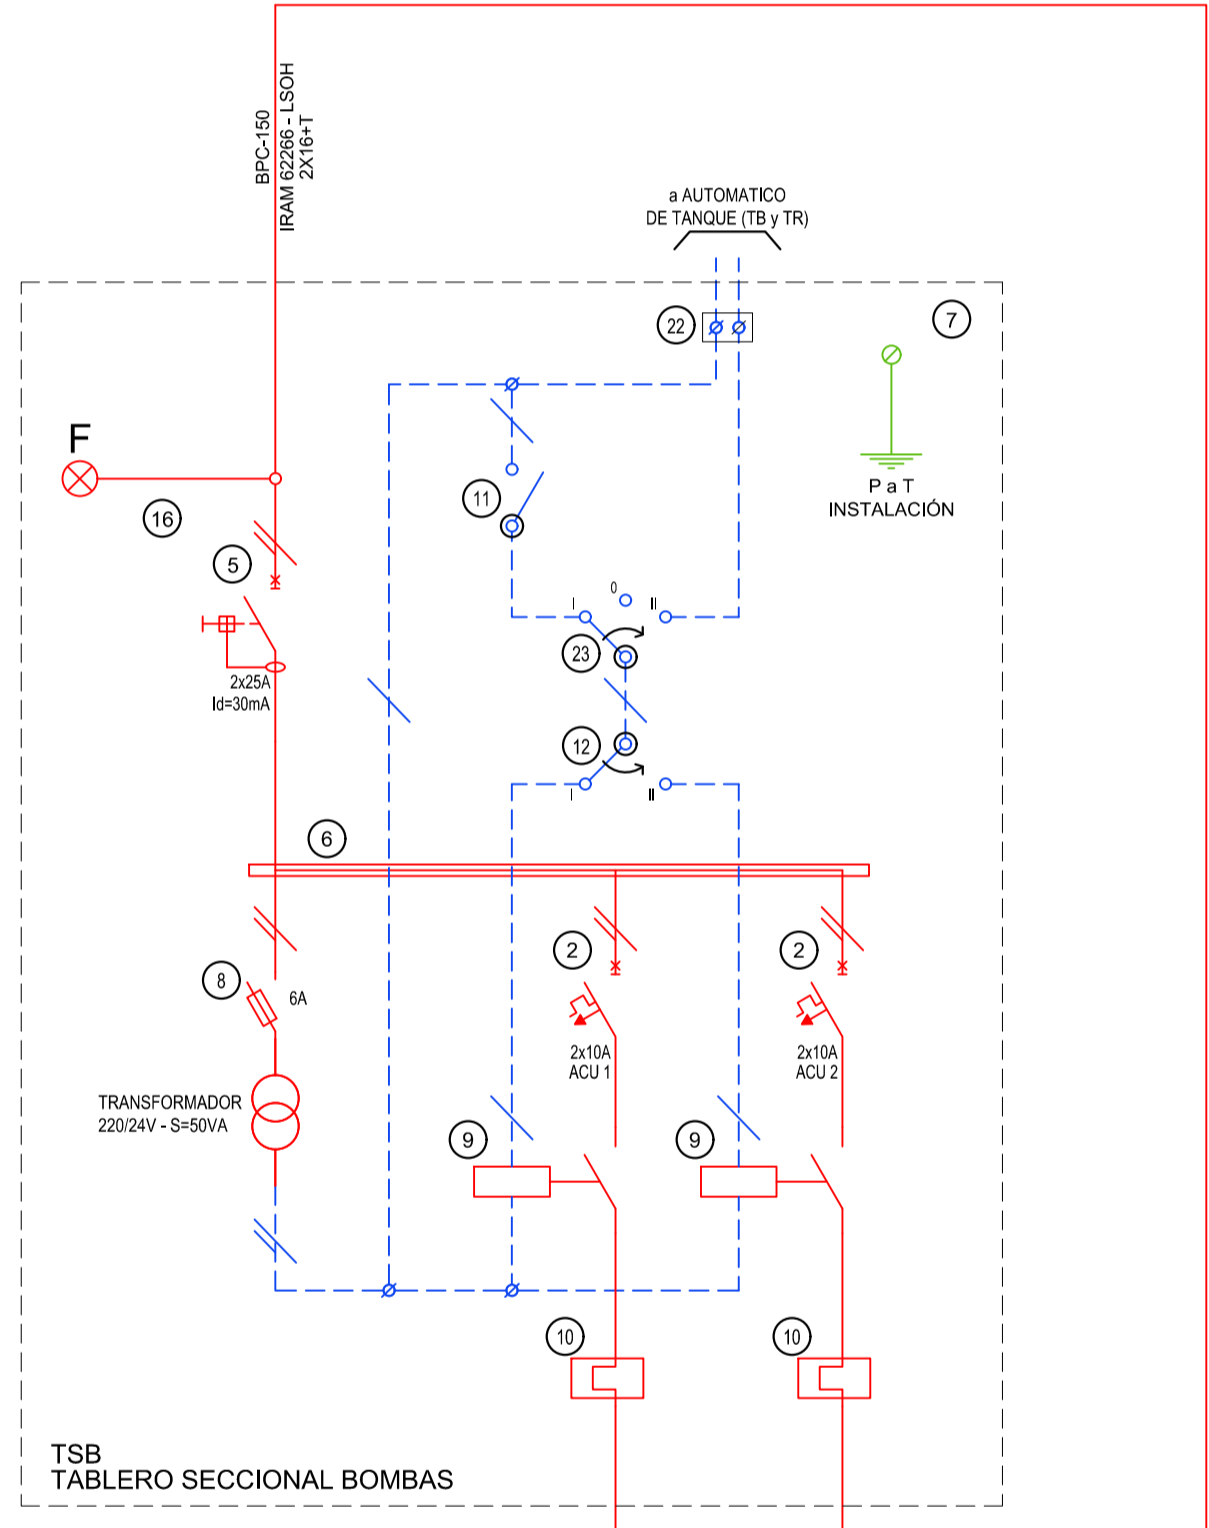 BPC-150
IRAM 62266 - LSOH
2X16+T
a AUTOMATICO
DE TANQUE (TB y TR)
22
7
F
16
11
P a T
INSTALACIÓN
5
0
I
II
23
2x25A
Id=30mA
12
I
II
6
2
2
8
6A
2x10A
ACU 1
2x10A
ACU 2
TRANSFORMADOR
220/24V - S=50VA
9
9
10
10
TSB
TABLERO SECCIONAL BOMBAS